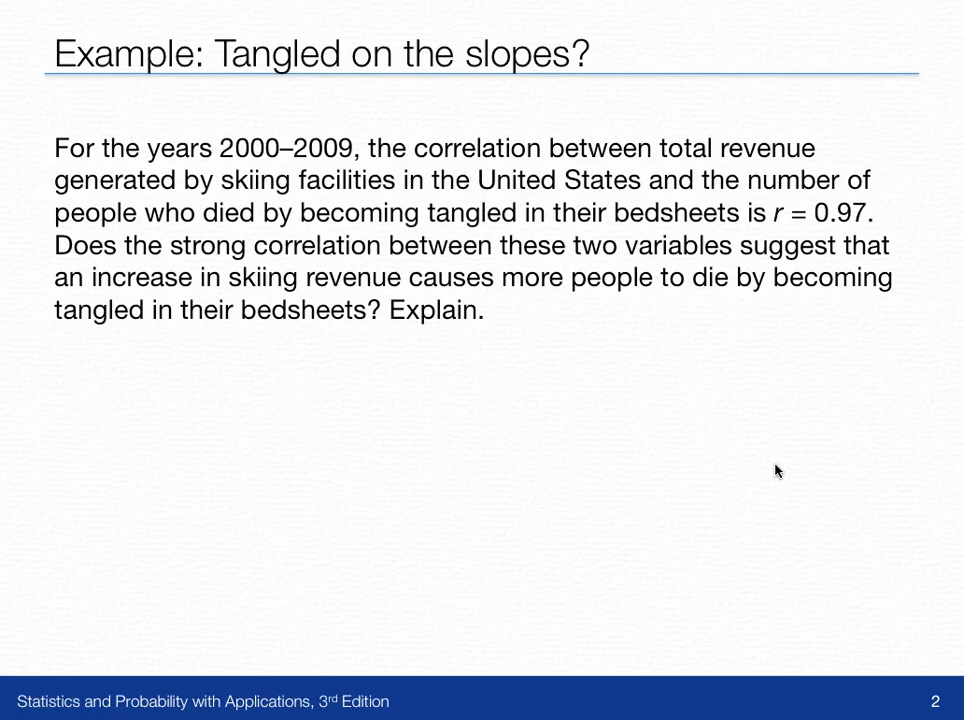 Example: Tangled on the slopes?
For the years 2000–2009, the correlation between total revenue
generated by skiing facilities in the United States and the number of
people who died by becoming tangled in their bedsheets is r = 0.97.
Does the strong correlation between these two variables suggest that
an increase in skiing revenue causes more people to die by becoming
tangled in their bedsheets? Explain.
Statistics and Probability with Applications, 3rd Edition
2